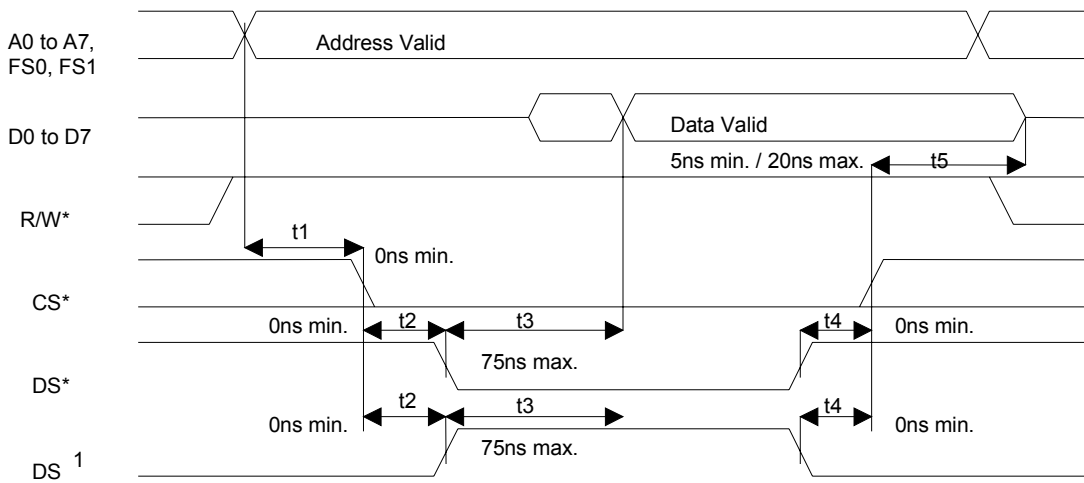 A0 to A7,
FS0, FS1
Address Valid
D0 to D7
Data Valid
5ns min. / 20ns max.
t5
R/W*
t1
0ns min.
CS*
0ns min.
t2
t3
t4
0ns min.
75ns max.
DS*
t2
t3
t4
0ns min.
0ns min.
75ns max.
DS 1